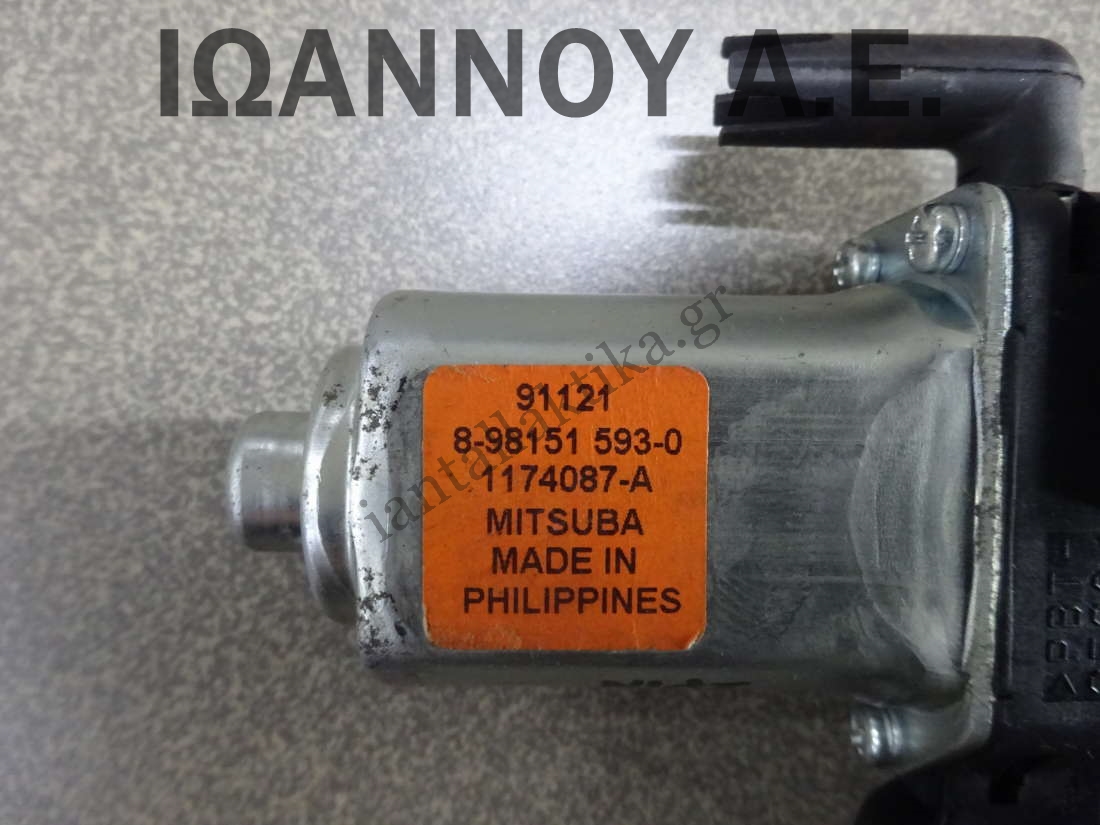 ΙΩΑΝΝΟΥ Α.Ε.
iantallaktika.gr
91121
8-98151 593-0
1174087-A
MITSUBA
MADE IN
PHILIPPINES